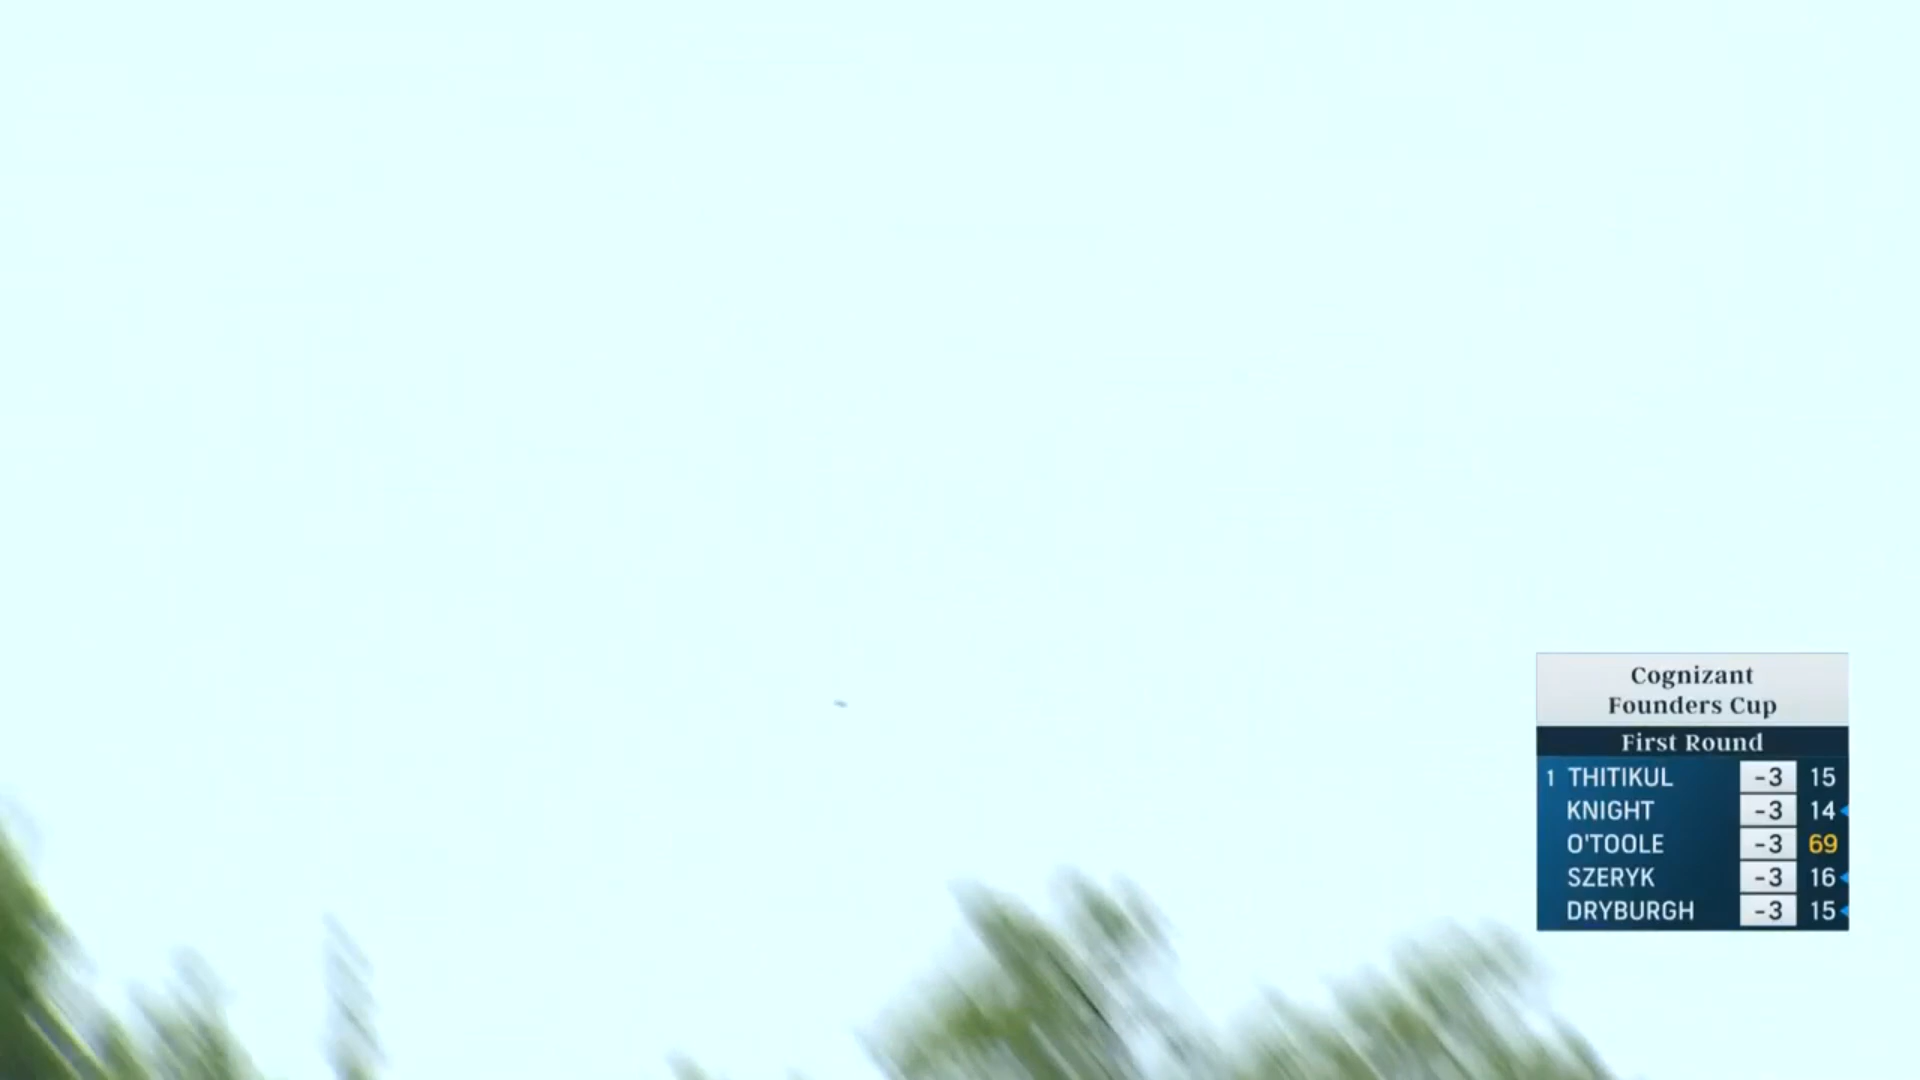 Cognizant
Founders Cup
First Round
1 THITIKUL -3 15
KNIGHT -3 14
O'TOOLE -3 69
SZERYK -3 16
DRYBURGH -3 15